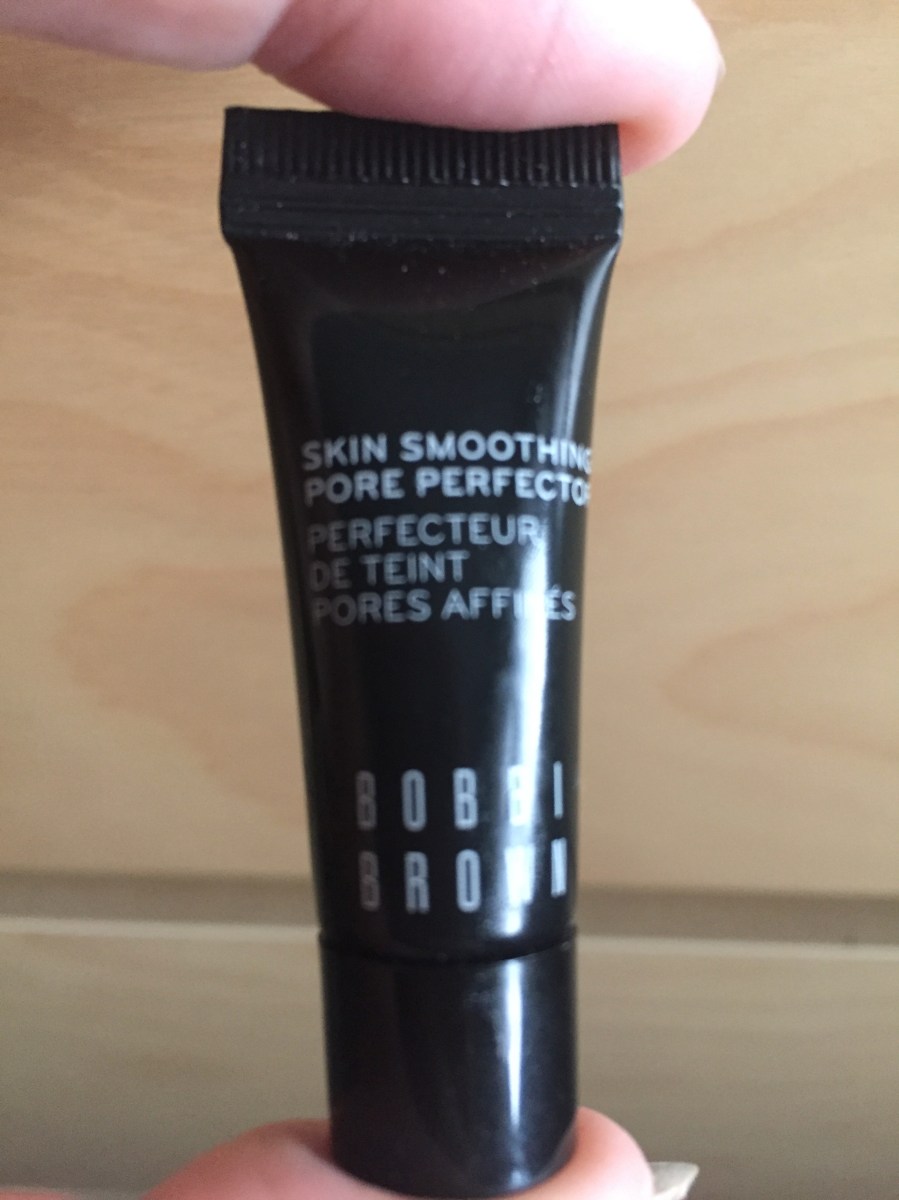 SKIN SMOOTHING
PORE PERFECTOR
PERFECTEUR
DE TEINT
PORES AFFINÉS
BOBBI
BROWN